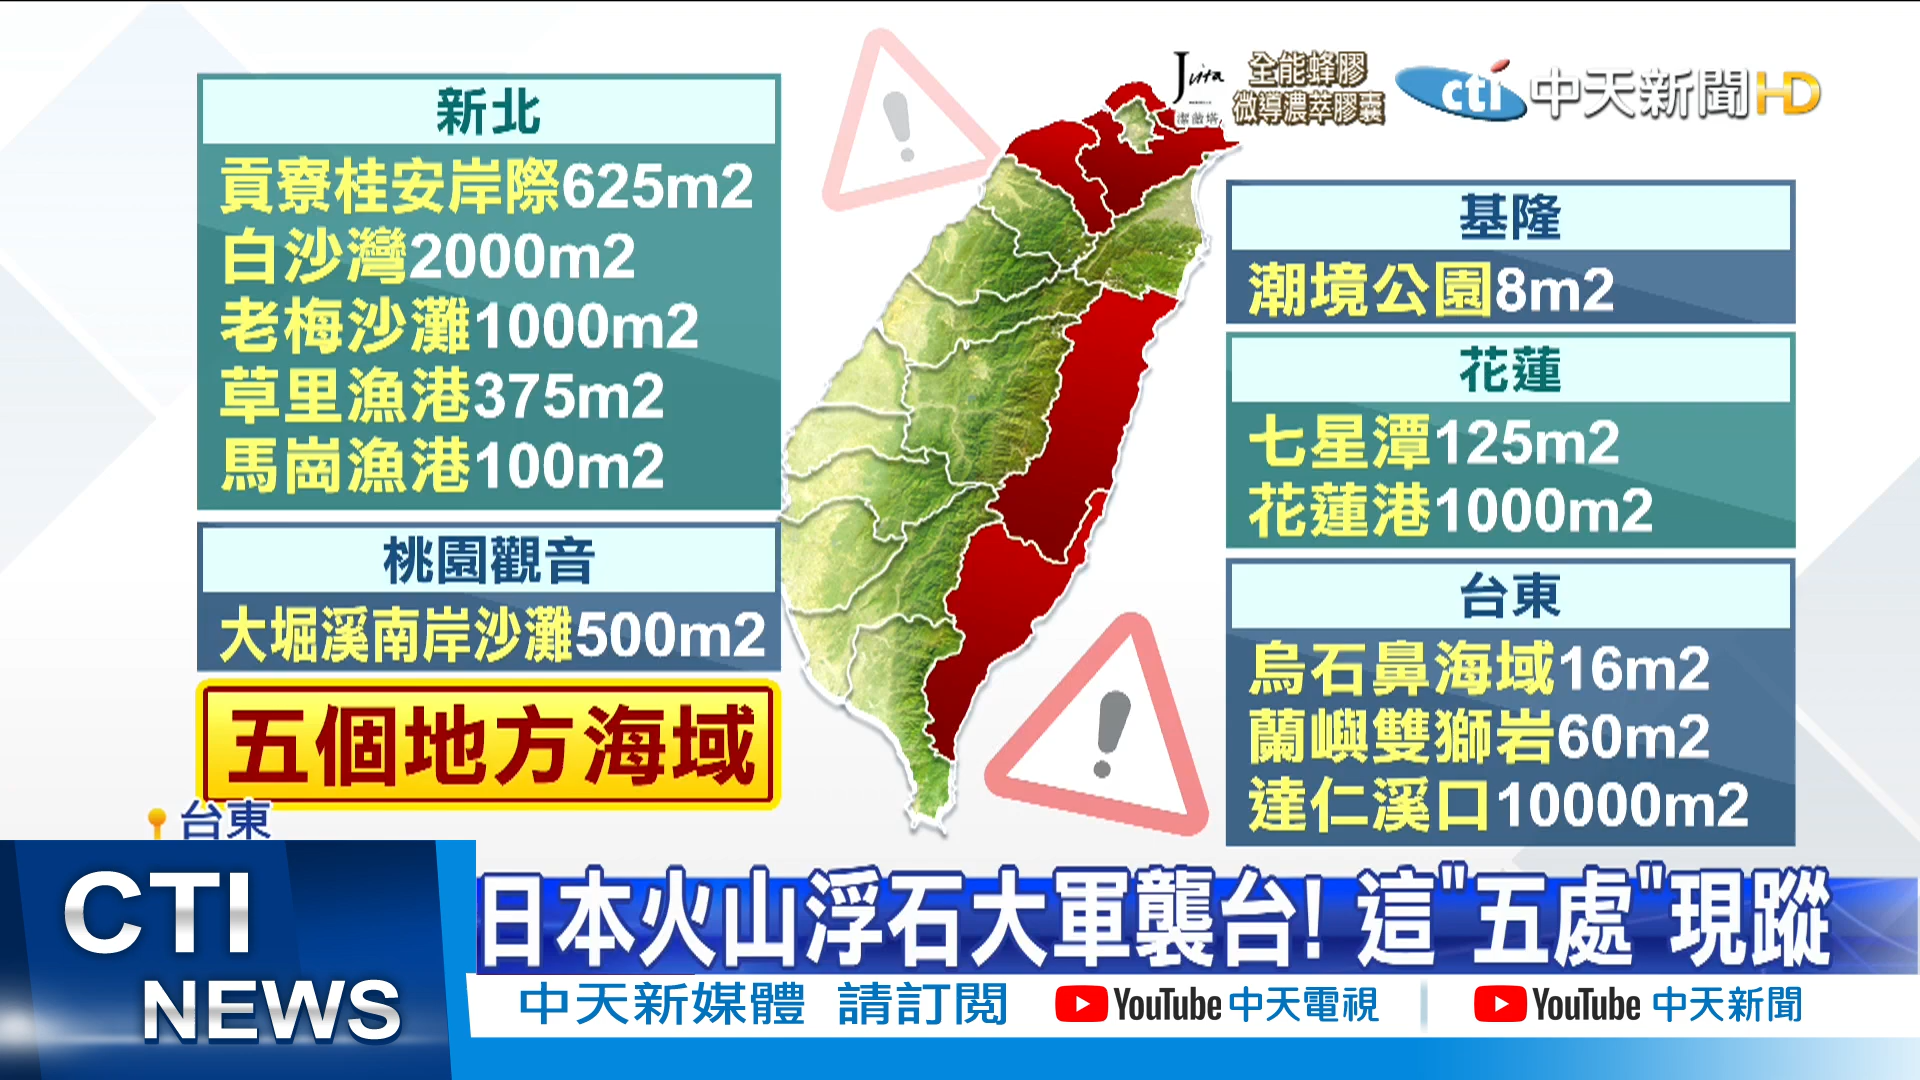 新北
貢寮桂安岸際625m2
白沙灣2000m2
老梅沙灘1000m2
草里漁港375m2
馬崗漁港100m2
桃園觀音
大堀溪南岸沙灘500m2
五個地方海域
台東
Jvita
潔敵塔
全能蜂膠
微導濃萃膠囊
cti 中天新聞HD
基隆
潮境公園8m2
花蓮
七星潭125m2
花蓮港1000m2
台東
烏石鼻海域16m2
蘭嶼雙獅岩60m2
達仁溪口10000m2
CTI
NEWS
日本火山浮石大軍襲台! 這"五處"現蹤
中天新媒體 請訂閱 YouTube 中天電視 YouTube 中天新聞